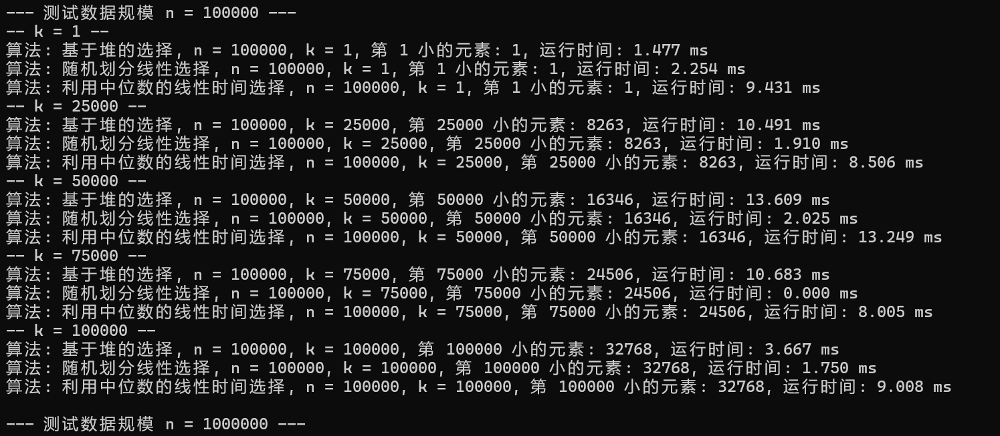 --- 测试数据规模 n = 100000 ---
-- k = 1 --
算法: 基于堆的选择, n = 100000, k = 1, 第 1 小的元素: 1, 运行时间: 1.477 ms
算法: 随机划分线性选择, n = 100000, k = 1, 第 1 小的元素: 1, 运行时间: 2.254 ms
算法: 利用中位数的线性时间选择, n = 100000, k = 1, 第 1 小的元素: 1, 运行时间: 9.431 ms
-- k = 25000 --
算法: 基于堆的选择, n = 100000, k = 25000, 第 25000 小的元素: 8263, 运行时间: 10.491 ms
算法: 随机划分线性选择, n = 100000, k = 25000, 第 25000 小的元素: 8263, 运行时间: 1.910 ms
算法: 利用中位数的线性时间选择, n = 100000, k = 25000, 第 25000 小的元素: 8263, 运行时间: 8.506 ms
-- k = 50000 --
算法: 基于堆的选择, n = 100000, k = 50000, 第 50000 小的元素: 16346, 运行时间: 13.609 ms
算法: 随机划分线性选择, n = 100000, k = 50000, 第 50000 小的元素: 16346, 运行时间: 2.025 ms
算法: 利用中位数的线性时间选择, n = 100000, k = 50000, 第 50000 小的元素: 16346, 运行时间: 13.249 ms
-- k = 75000 --
算法: 基于堆的选择, n = 100000, k = 75000, 第 75000 小的元素: 24506, 运行时间: 10.683 ms
算法: 随机划分线性选择, n = 100000, k = 75000, 第 75000 小的元素: 24506, 运行时间: 0.000 ms
算法: 利用中位数的线性时间选择, n = 100000, k = 75000, 第 75000 小的元素: 24506, 运行时间: 8.005 ms
-- k = 100000 --
算法: 基于堆的选择, n = 100000, k = 100000, 第 100000 小的元素: 32768, 运行时间: 3.667 ms
算法: 随机划分线性选择, n = 100000, k = 100000, 第 100000 小的元素: 32768, 运行时间: 1.750 ms
算法: 利用中位数的线性时间选择, n = 100000, k = 100000, 第 100000 小的元素: 32768, 运行时间: 9.008 ms
--- 测试数据规模 n = 1000000 ---